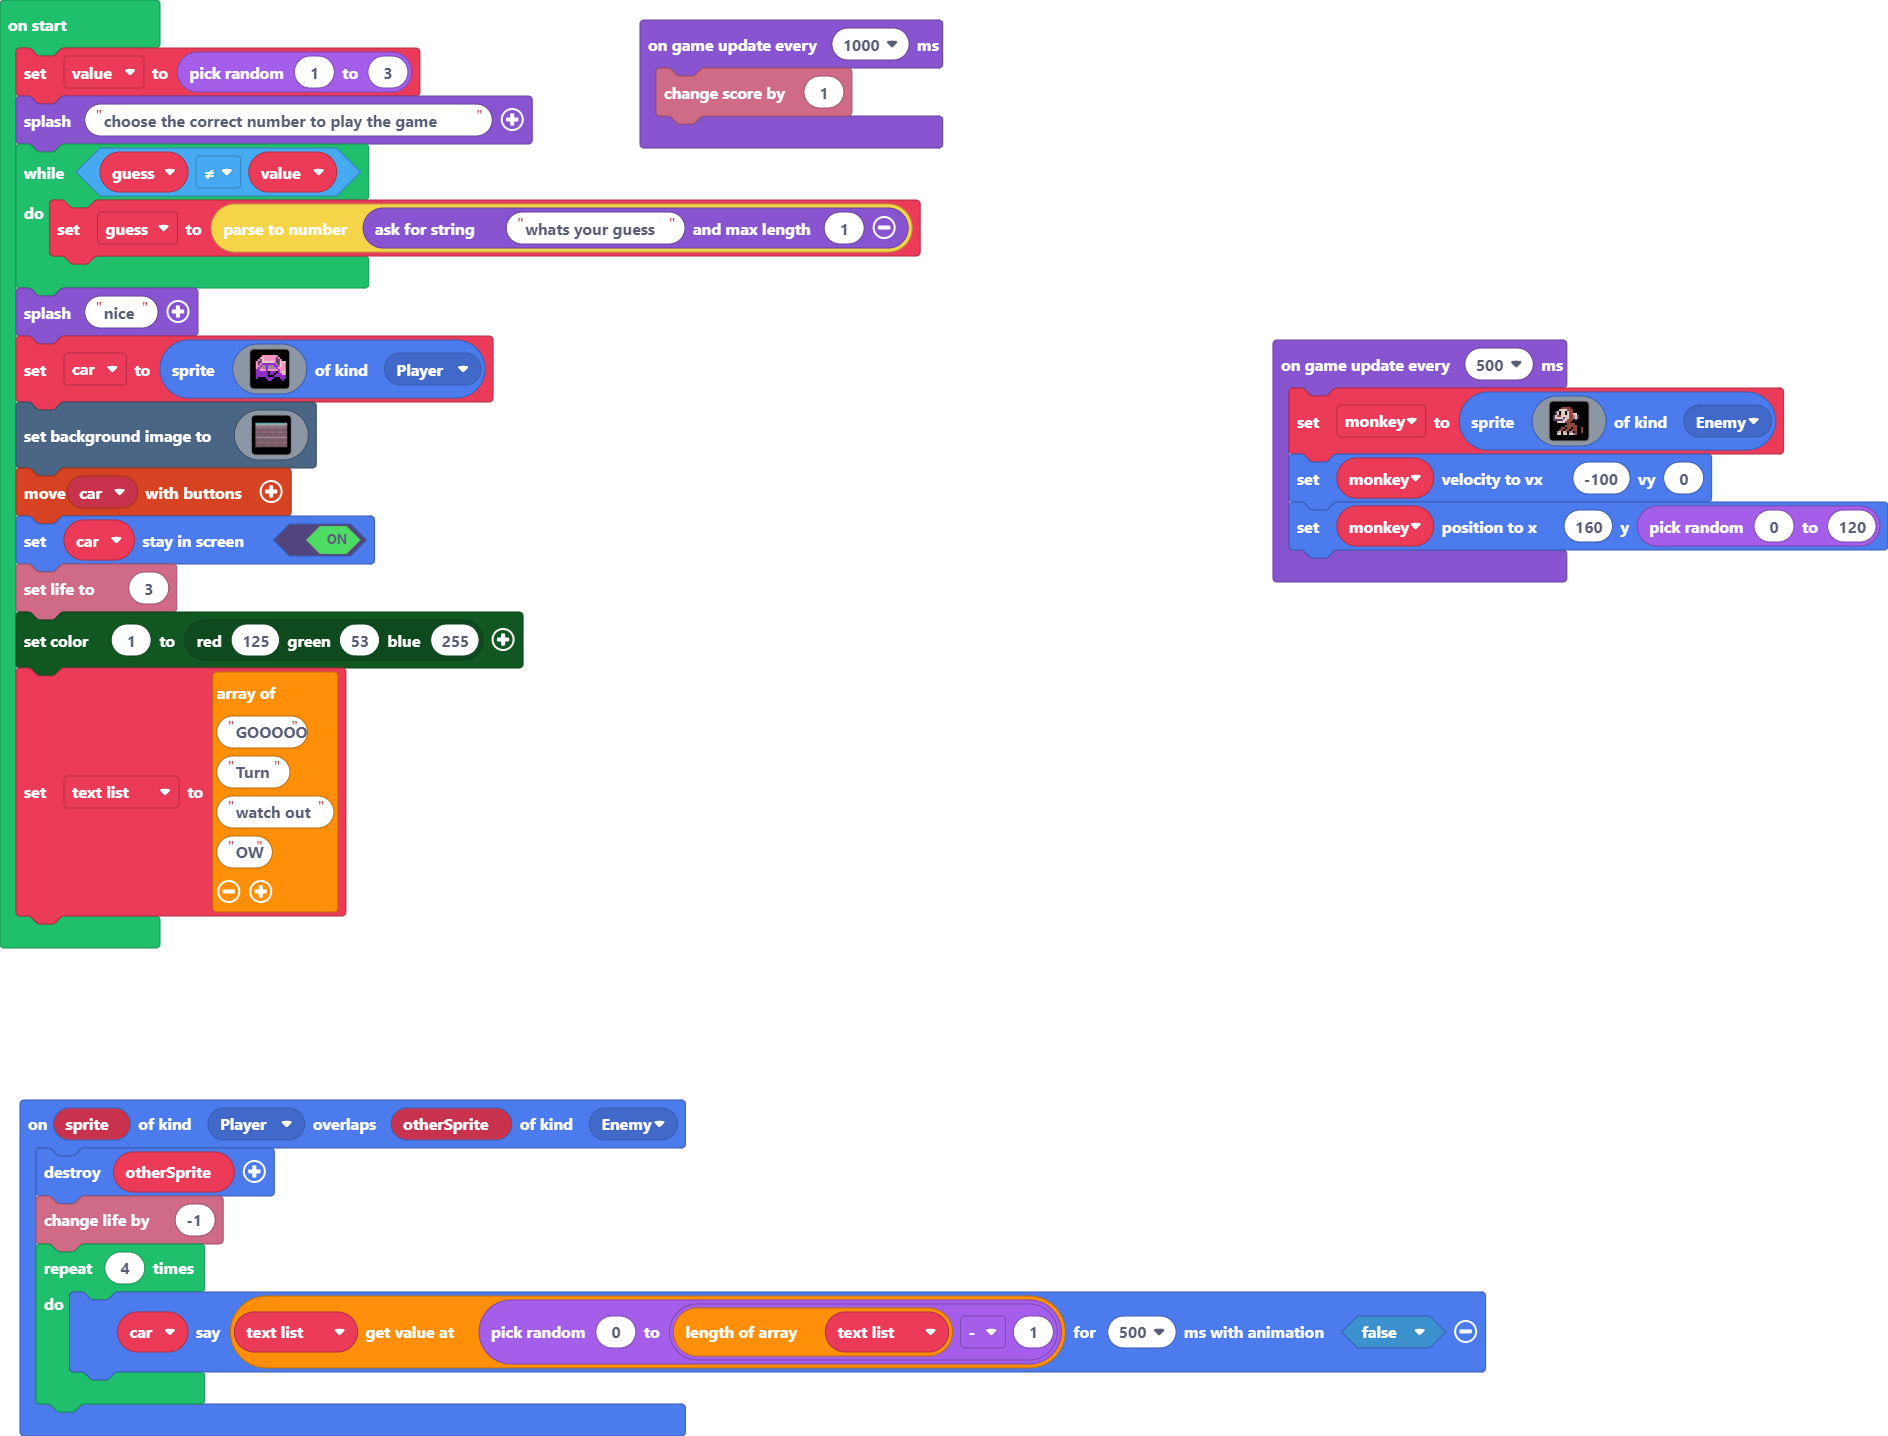 on start
set value to pick random 1 to 3
splash "choose the correct number to play the game "
while guess ≠ value
do set guess to parse to number ask for string "whats your guess " and max length 1
splash "nice "
set car to sprite of kind Player
set background image to
move car with buttons
set car stay in screen ON
set life to 3
set color 1 to red 125 green 53 blue 255
set text list to array of
"GOOOOO"
"Turn "
"watch out "
"OW"
on game update every 1000 ms
change score by 1
on game update every 500 ms
set monkey to sprite of kind Enemy
set monkey velocity to vx -100 vy 0
set monkey position to x 160 y pick random 0 to 120
on sprite of kind Player overlaps otherSprite of kind Enemy
destroy otherSprite
change life by -1
repeat 4 times
do car say text list get value at pick random 0 to length of array text list - 1 for 500 ms with animation false